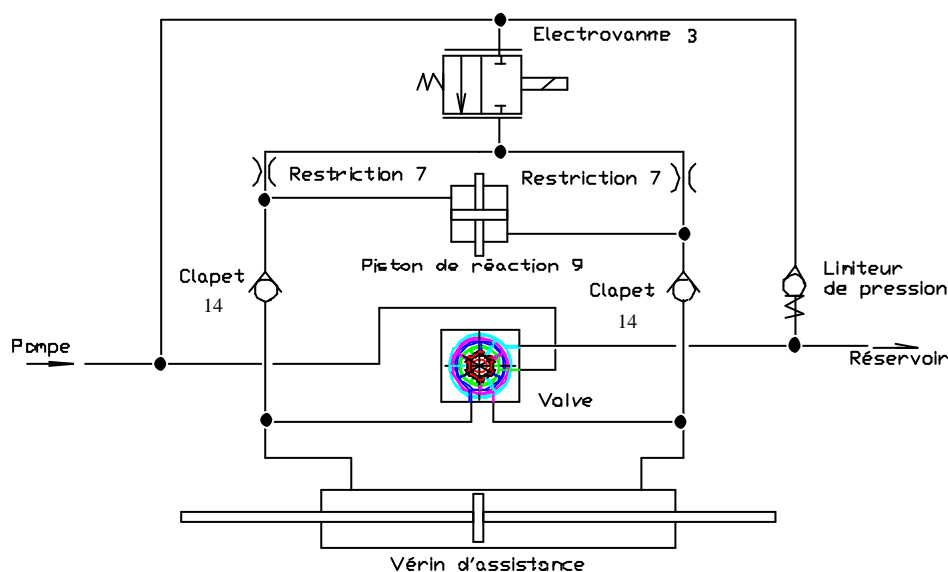 Electrovanne 3
Restriction 7
Restriction 7
Piston de réaction 9
Clapet
14
Clapet
14
Limiteur
de pression
Pompe
Réservoir
Valve
Vérin d'assistance